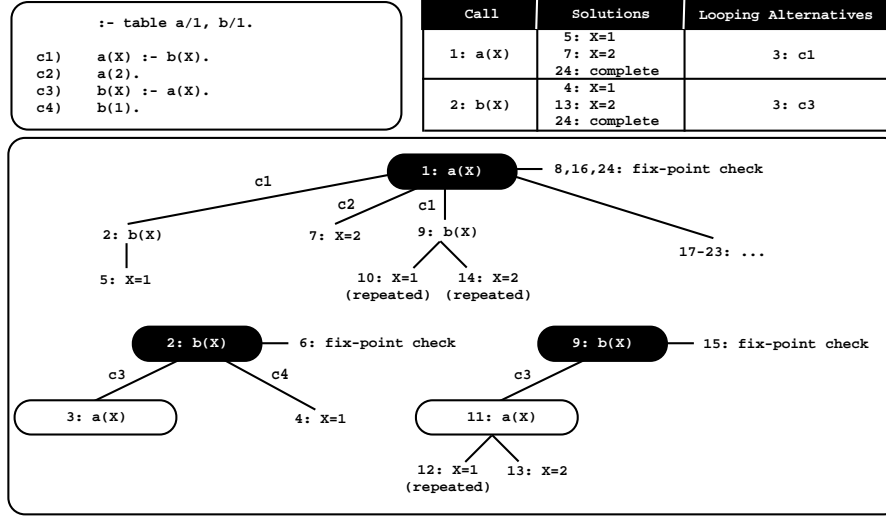 :- table a/1, b/1.
c1) a(X) :- b(X).
c2) a(2).
c3) b(X) :- a(X).
c4) b(1).
Call Solutions Looping Alternatives
5: X=1
1: a(X) 7: X=2 3: c1
24: complete
4: X=1
2: b(X) 13: X=2 3: c3
24: complete
1: a(X) 8,16,24: fix-point check
c1 c2 c1
2: b(X) 7: X=2 9: b(X) 17-23: ...
5: X=1 10: X=1 14: X=2
(repeated) (repeated)
2: b(X) 6: fix-point check 9: b(X) 15: fix-point check
c3 c4 c3
3: a(X) 4: X=1 11: a(X)
12: X=1 13: X=2
(repeated)